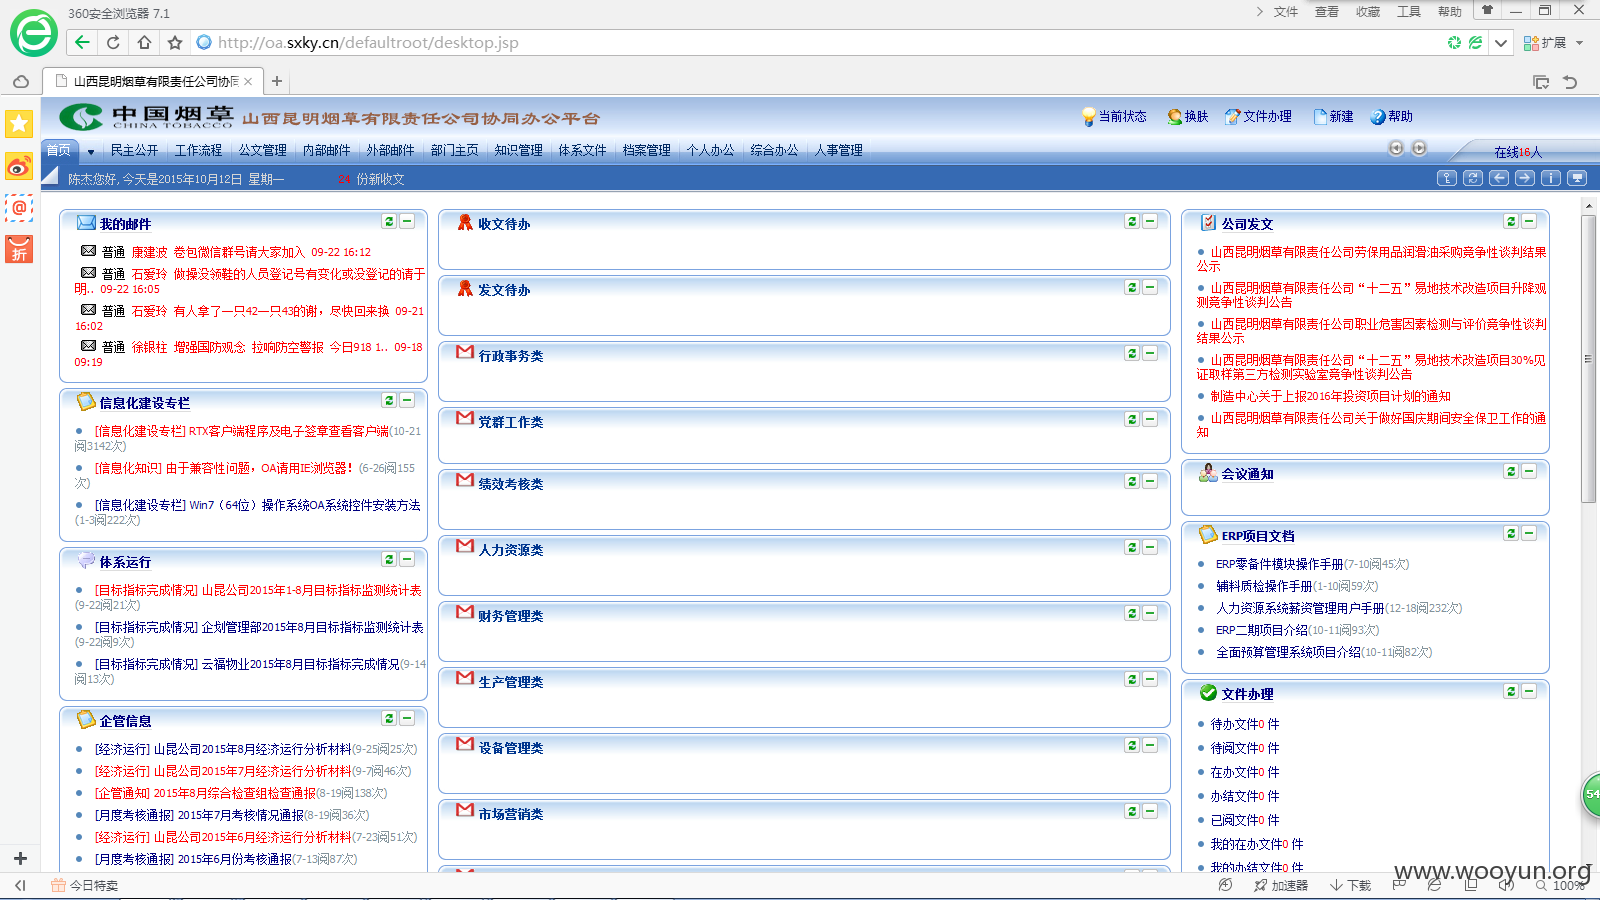 360安全浏览器 7.1
文件 查看 收藏 工具 帮助
http://oa.sxky.cn/defaultroot/desktop.jsp
扩展
山西昆明烟草有限责任公司协同
中国烟草 CHINA TOBACCO 山西昆明烟草有限责任公司协同办公平台
当前状态 换肤 文件办理 新建 帮助
首页 民主公开 工作流程 公文管理 内部邮件 外部邮件 部门主页 知识管理 体系文件 档案管理 个人办公 综合办公 人事管理
在线16人
陈杰您好,今天是2015年10月12日 星期一 24 份新收文
我的邮件
普通 康建波 卷包微信群号请大家加入 09-22 16:12
普通 石爱玲 做操没领鞋的人员登记号有变化或没登记的请于
明.. 09-22 16:05
普通 石爱玲 有人拿了一只42一只43的谢，尽快回来换 09-21
16:02
普通 徐银柱 增强国防观念 拉响防空警报 今日918 1.. 09-18
09:19
信息化建设专栏
[信息化建设专栏] RTX客户端程序及电子签章查看客户端(10-21
阅3142次)
[信息化知识] 由于兼容性问题，OA请用IE浏览器！(6-26阅155
次)
[信息化建设专栏] Win7（64位）操作系统OA系统控件安装方法
(1-3阅222次)
体系运行
[目标指标完成情况] 山昆公司2015年1-8月目标指标监测统计表
(9-22阅21次)
[目标指标完成情况] 企划管理部2015年8月目标指标监测统计表
(9-22阅9次)
[目标指标完成情况] 云福物业2015年8月目标指标完成情况(9-14
阅13次)
企管信息
[经济运行] 山昆公司2015年8月经济运行分析材料(9-25阅25次)
[经济运行] 山昆公司2015年7月经济运行分析材料(9-7阅46次)
[企管通知] 2015年8月综合检查组检查通报(8-19阅138次)
[月度考核通报] 2015年7月考核情况通报(8-19阅36次)
[经济运行] 山昆公司2015年6月经济运行分析材料(7-23阅51次)
[月度考核通报] 2015年6月份考核通报(7-13阅87次)
收文待办
发文待办
行政事务类
党群工作类
绩效考核类
人力资源类
财务管理类
生产管理类
设备管理类
市场营销类
公司发文
山西昆明烟草有限责任公司劳保用品润滑油采购竞争性谈判结果
公示
山西昆明烟草有限责任公司“十二五”易地技术改造项目升降观
测竞争性谈判公告
山西昆明烟草有限责任公司职业危害因素检测与评价竞争性谈判
结果公示
山西昆明烟草有限责任公司“十二五”易地技术改造项目30%见
证取样第三方检测实验室竞争性谈判公告
制造中心关于上报2016年投资项目计划的通知
山西昆明烟草有限责任公司关于做好国庆期间安全保卫工作的通
知
会议通知
ERP项目文档
ERP零备件模块操作手册(7-10阅45次)
辅料质检操作手册(1-10阅59次)
人力资源系统薪资管理用户手册(12-18阅232次)
ERP二期项目介绍(10-11阅93次)
全面预算管理系统项目介绍(10-11阅82次)
文件办理
待办文件0 件
待阅文件0 件
在办文件0 件
办结文件0 件
已阅文件0 件
我的在办文件0 件
我的办结文件0 件
54
折
www.wooyun.org
今日特卖
加速器 下载 100%